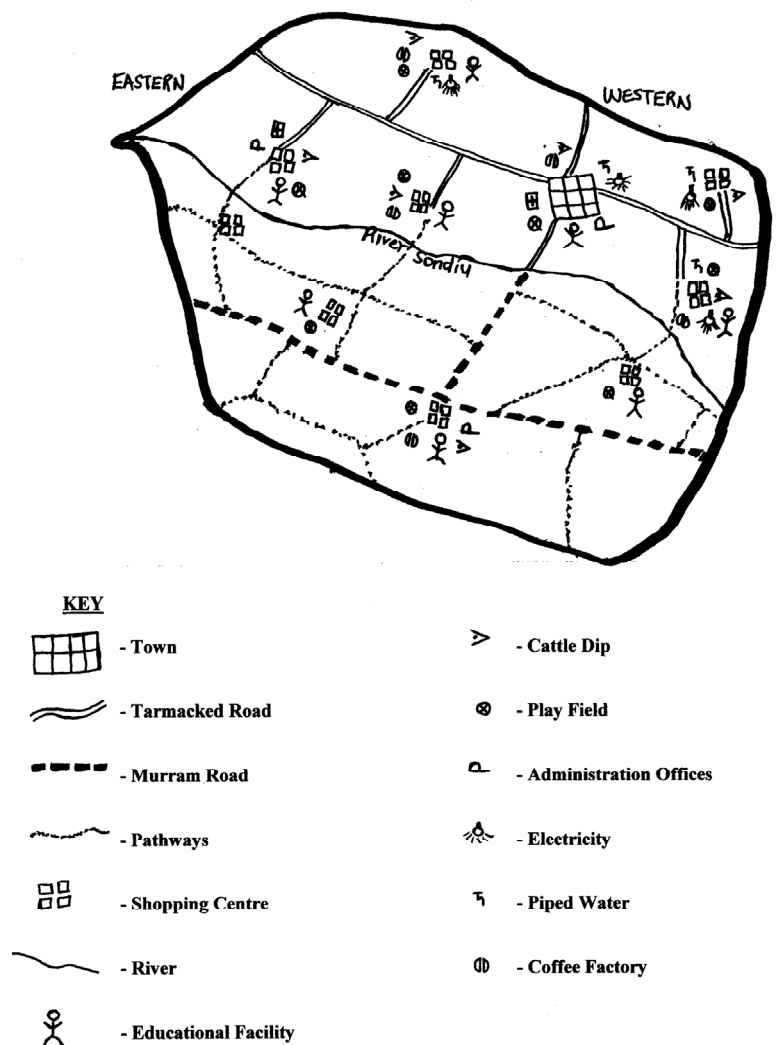 EASTERN
WESTERN
River Sondiu
KEY
- Town
- Cattle Dip
- Tarmacked Road
- Play Field
- Murram Road
- Administration Offices
- Pathways
- Electricity
- Shopping Centre
- Piped Water
- River
- Coffee Factory
- Educational Facility